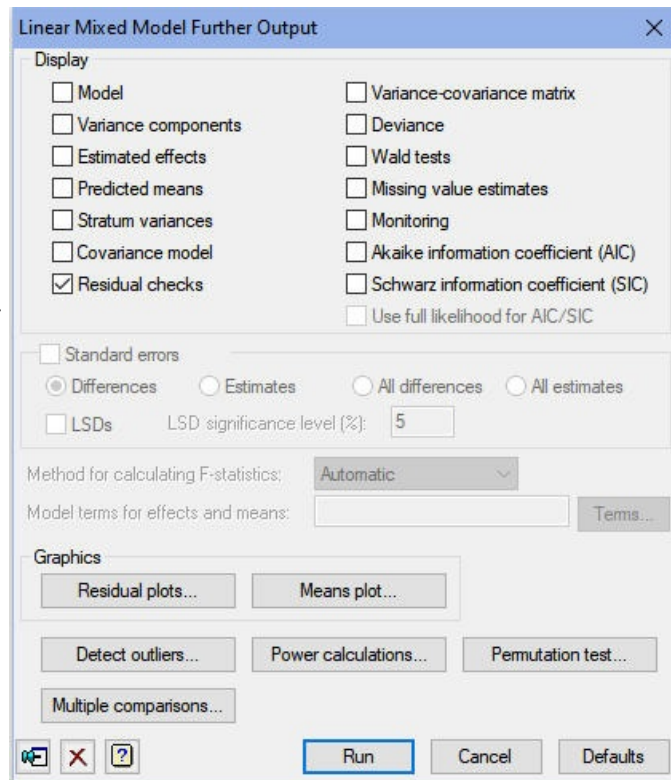 Linear Mixed Model Further Output
Display
Model
Variance-covariance matrix
Variance components
Deviance
Estimated effects
Wald tests
Predicted means
Missing value estimates
Stratum variances
Monitoring
Covariance model
Akaike information coefficient (AIC)
Residual checks
Schwarz information coefficient (SIC)
Use full likelihood for AIC/SIC
Standard errors
Differences Estimates All differences All estimates
LSDs LSD significance level (%): 5
Method for calculating F-statistics: Automatic
Model terms for effects and means: Terms...
Graphics
Residual plots... Means plot...
Detect outliers... Power calculations... Permutation test...
Multiple comparisons...
Run Cancel Defaults